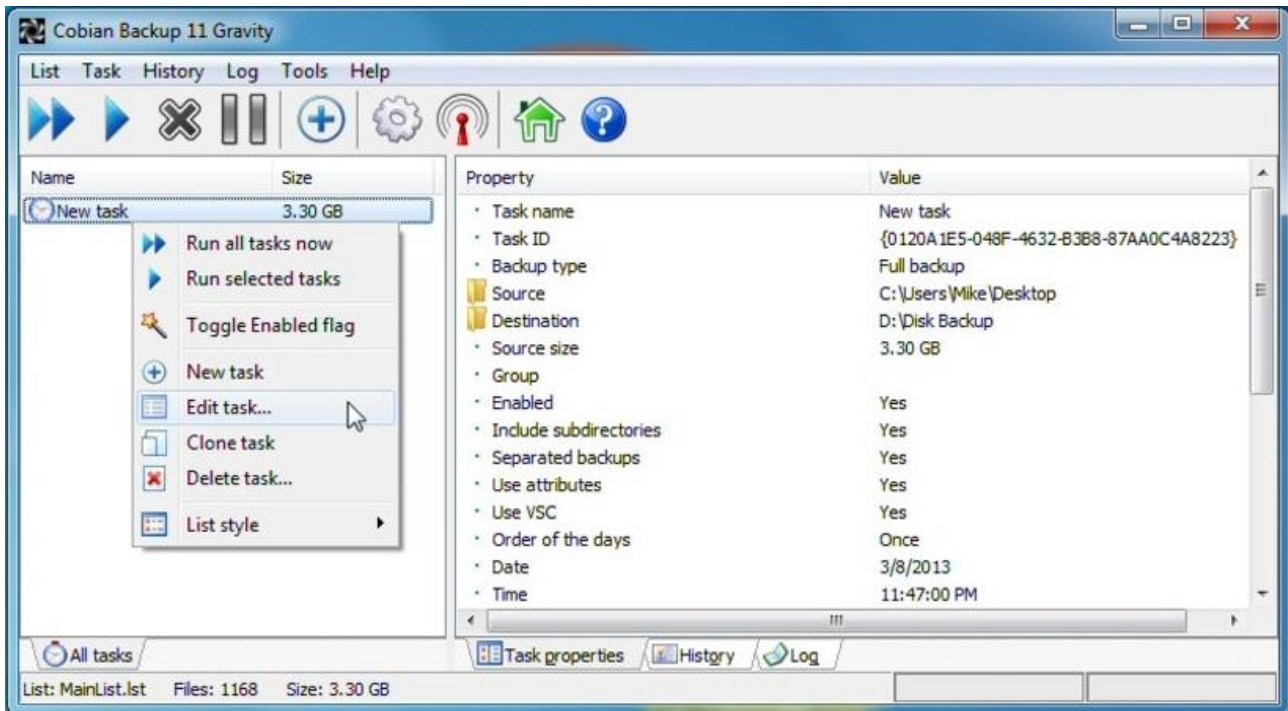 Cobian Backup 11 Gravity
List Task History Log Tools Help
Name Size
New task 3.30 GB
Run all tasks now
Run selected tasks
Toggle Enabled flag
New task
Edit task...
Clone task
Delete task...
List style
All tasks
Property Value
Task name New task
Task ID {0120A1E5-048F-4632-B3B8-87AA0C4A8223}
Backup type Full backup
Source C:\Users\Mike\Desktop
Destination D:\Disk Backup
Source size 3.30 GB
Group
Enabled Yes
Include subdirectories Yes
Separated backups Yes
Use attributes Yes
Use VSC Yes
Order of the days Once
Date 3/8/2013
Time 11:47:00 PM
Task properties History Log
List: MainList.lst Files: 1168 Size: 3.30 GB